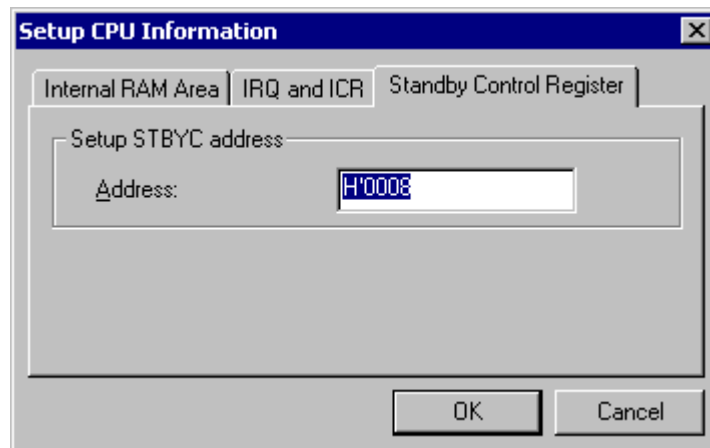 Setup CPU Information
Internal RAM Area IRQ and ICR Standby Control Register
Setup STBYC address
Address: H'0008
OK Cancel